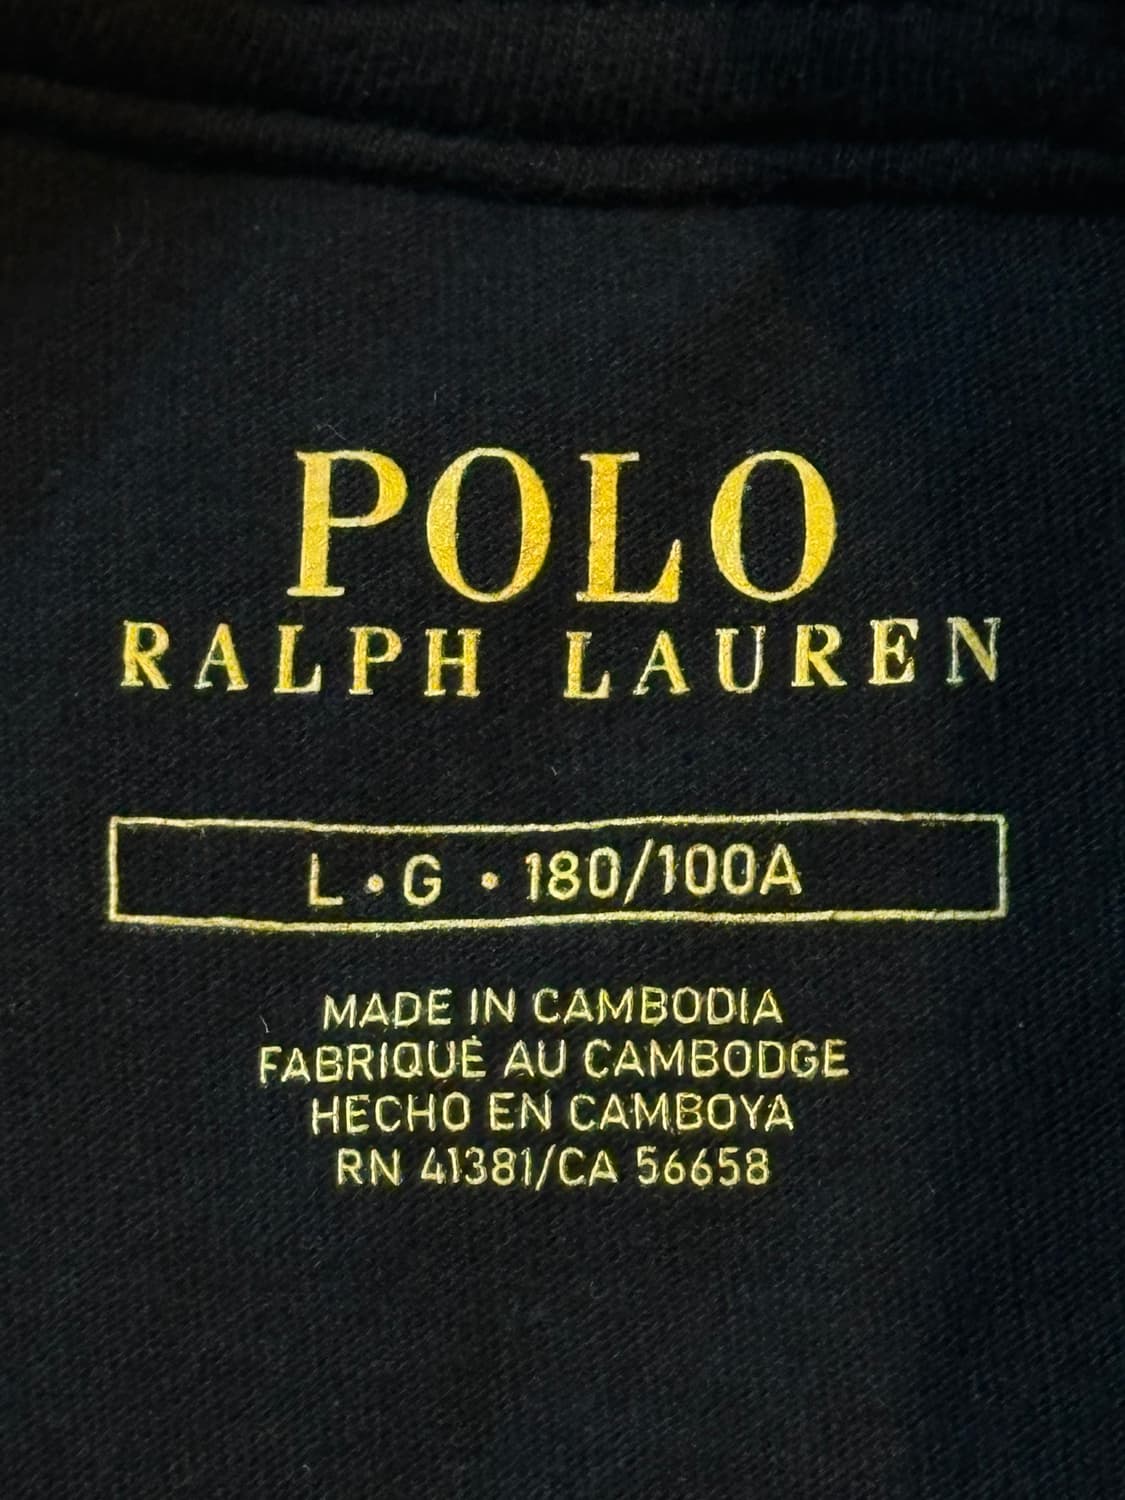 POLO
RALPH LAUREN
L • G • 180/100A
MADE IN CAMBODIA
FABRIQUÉ AU CAMBODGE
HECHO EN CAMBOYA
RN 41381/CA 56658